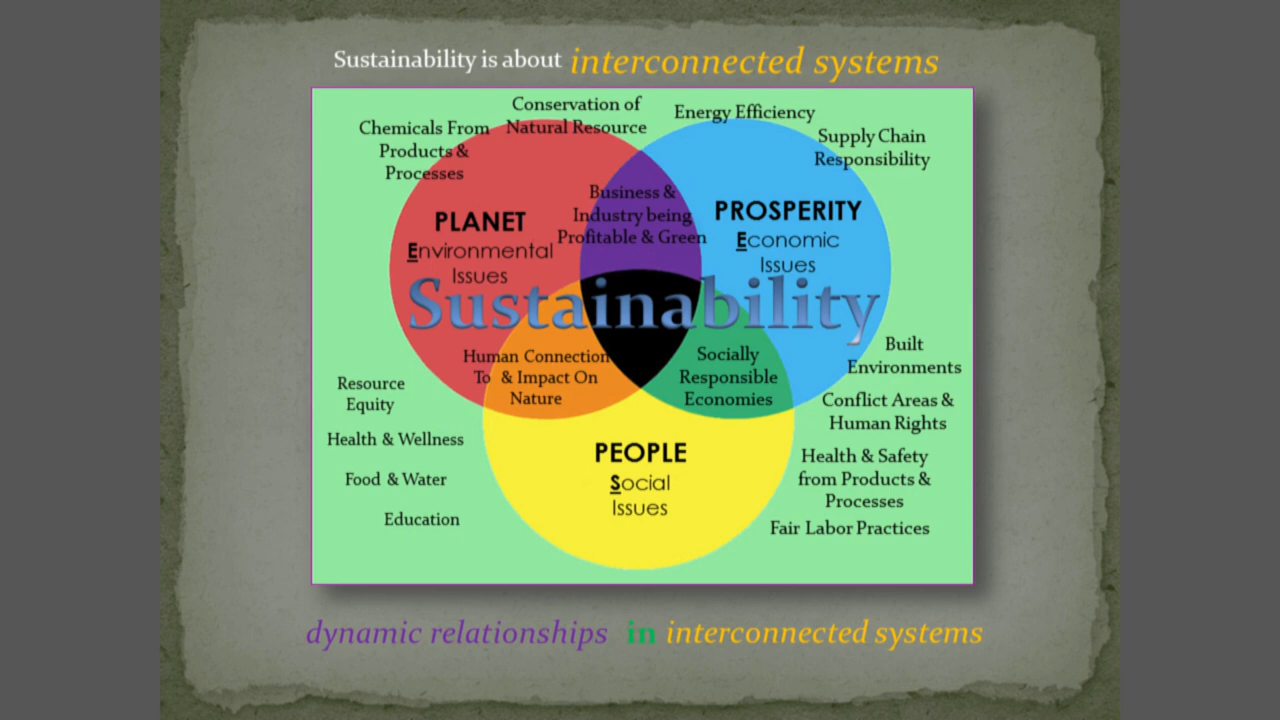 Sustainability is about interconnected systems
Conservation of
Natural Resource
Energy Efficiency
Chemicals From
Products &
Processes
Supply Chain
Responsibility
Business &
Industry being
Profitable & Green
PLANET
Environmental
Issues
PROSPERITY
Economic
Issues
Sustainability
Human Connection
To & Impact On
Nature
Socially
Responsible
Economies
Built
Environments
Resource
Equity
Conflict Areas &
Human Rights
Health & Wellness
PEOPLE
Social
Issues
Health & Safety
from Products &
Processes
Food & Water
Education
Fair Labor Practices
dynamic relationships in interconnected systems